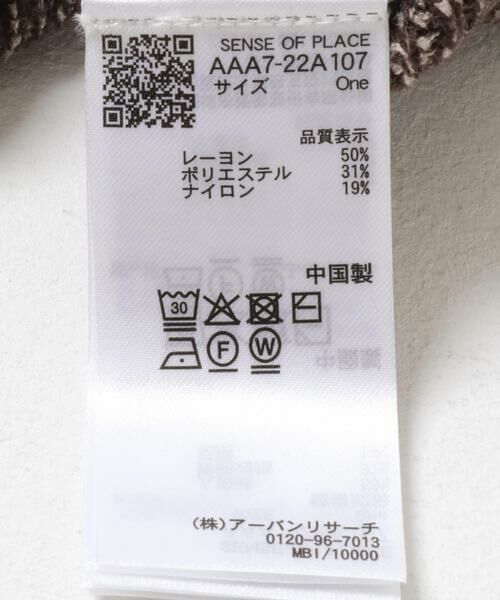 SENSE OF PLACE
AAA7-22A107
サイズ One
品質表示
レーヨン 50%
ポリエステル 31%
ナイロン 19%
中国製
30
F W
(株)アーバンリサーチ
0120-96-7013
MBI/10000